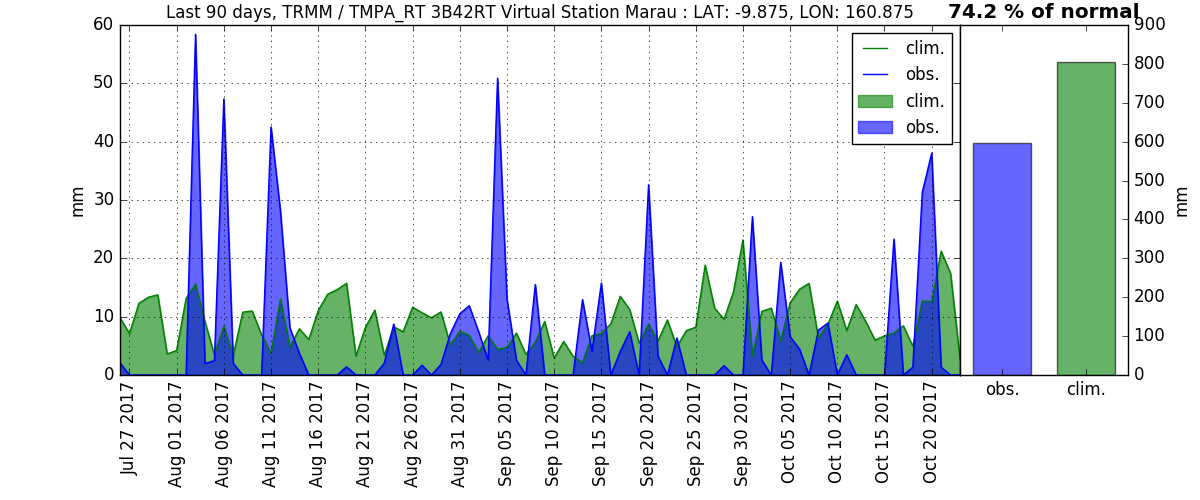 Last 90 days, TRMM / TMPA_RT 3B42RT Virtual Station Marau : LAT: -9.875, LON: 160.875
74.2 % of normal
60
50
40
30
20
10
0
mm
clim.
obs.
clim.
obs.
900
800
700
600
500
400
300
200
100
0
mm
Jul 27 2017
Aug 01 2017
Aug 06 2017
Aug 11 2017
Aug 16 2017
Aug 21 2017
Aug 26 2017
Aug 31 2017
Sep 05 2017
Sep 10 2017
Sep 15 2017
Sep 20 2017
Sep 25 2017
Sep 30 2017
Oct 05 2017
Oct 10 2017
Oct 15 2017
Oct 20 2017
obs.
clim.